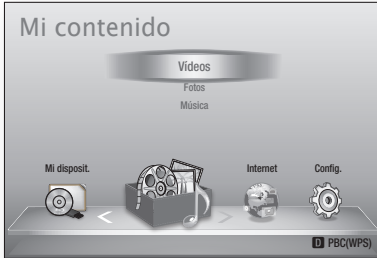 Mi contenido
Vídeos
Fotos
Música
Mi disposit.
Internet
Config.
D PBC(WPS)